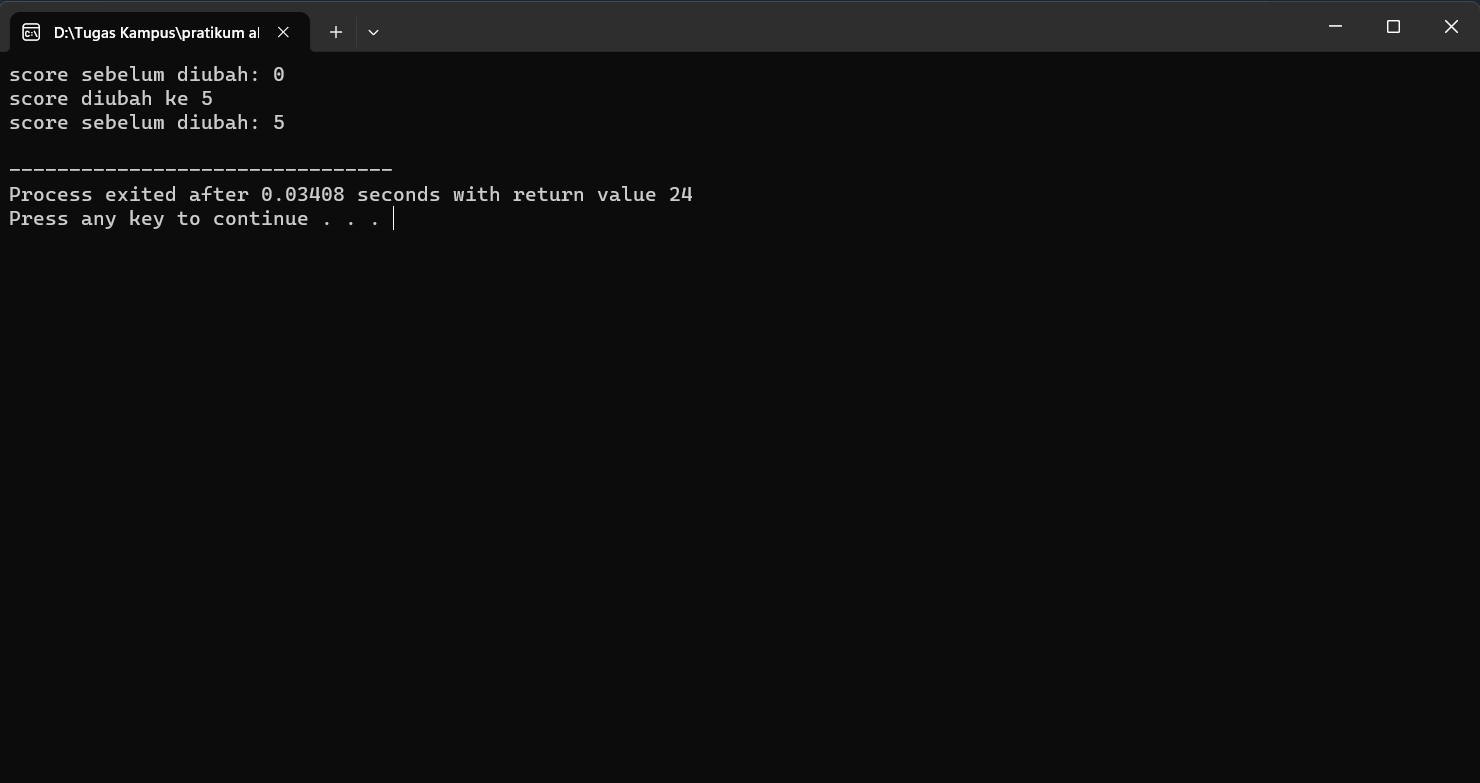 D:\Tugas Kampus\pratikum al
score sebelum diubah: 0
score diubah ke 5
score sebelum diubah: 5
--------------------------------
Process exited after 0.03408 seconds with return value 24
Press any key to continue . . .